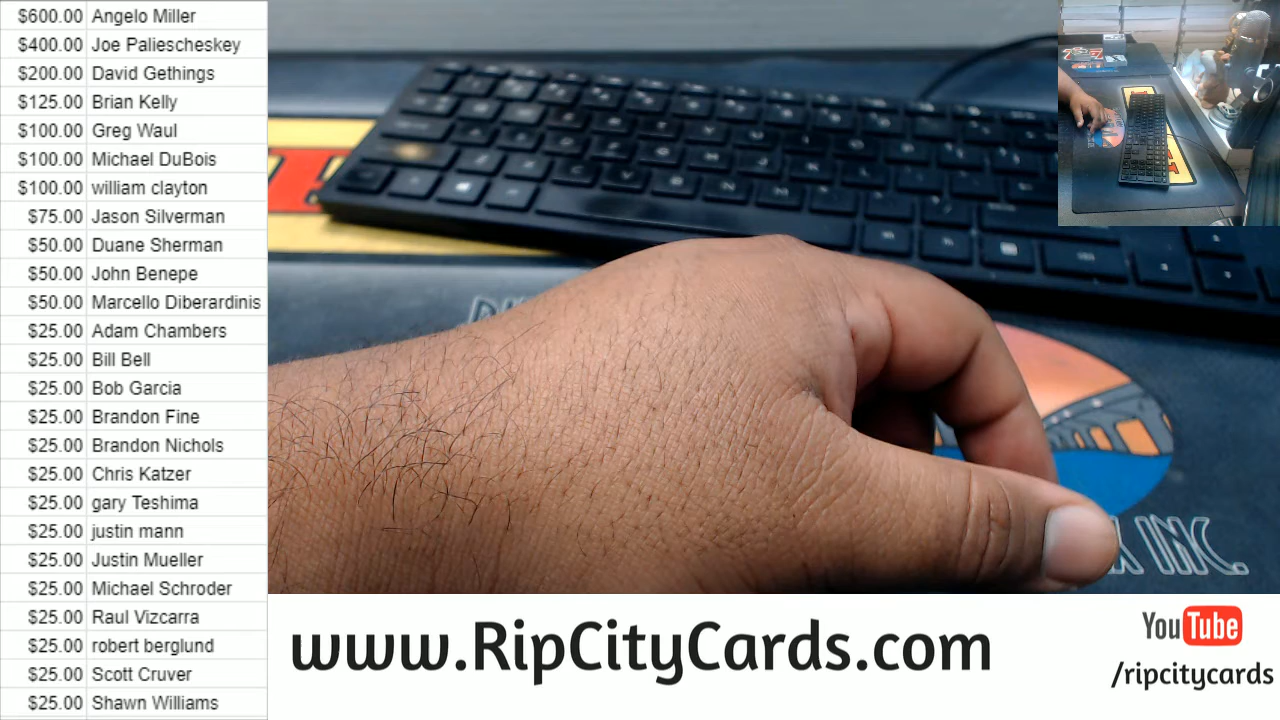 $600.00 Angelo Miller
$400.00 Joe Paliescheskey
$200.00 David Gethings
$125.00 Brian Kelly
$100.00 Greg Waul
$100.00 Michael DuBois
$100.00 william clayton
$75.00 Jason Silverman
$50.00 Duane Sherman
$50.00 John Benepe
$50.00 Marcello Diberardinis
$25.00 Adam Chambers
$25.00 Bill Bell
$25.00 Bob Garcia
$25.00 Brandon Fine
$25.00 Brandon Nichols
$25.00 Chris Katzer
$25.00 gary Teshima
$25.00 justin mann
$25.00 Justin Mueller
$25.00 Michael Schroder
$25.00 Raul Vizcarra
$25.00 robert berglund
$25.00 Scott Cruver
$25.00 Shawn Williams
INC.
www.RipCityCards.com
YouTube
/ripcitycards